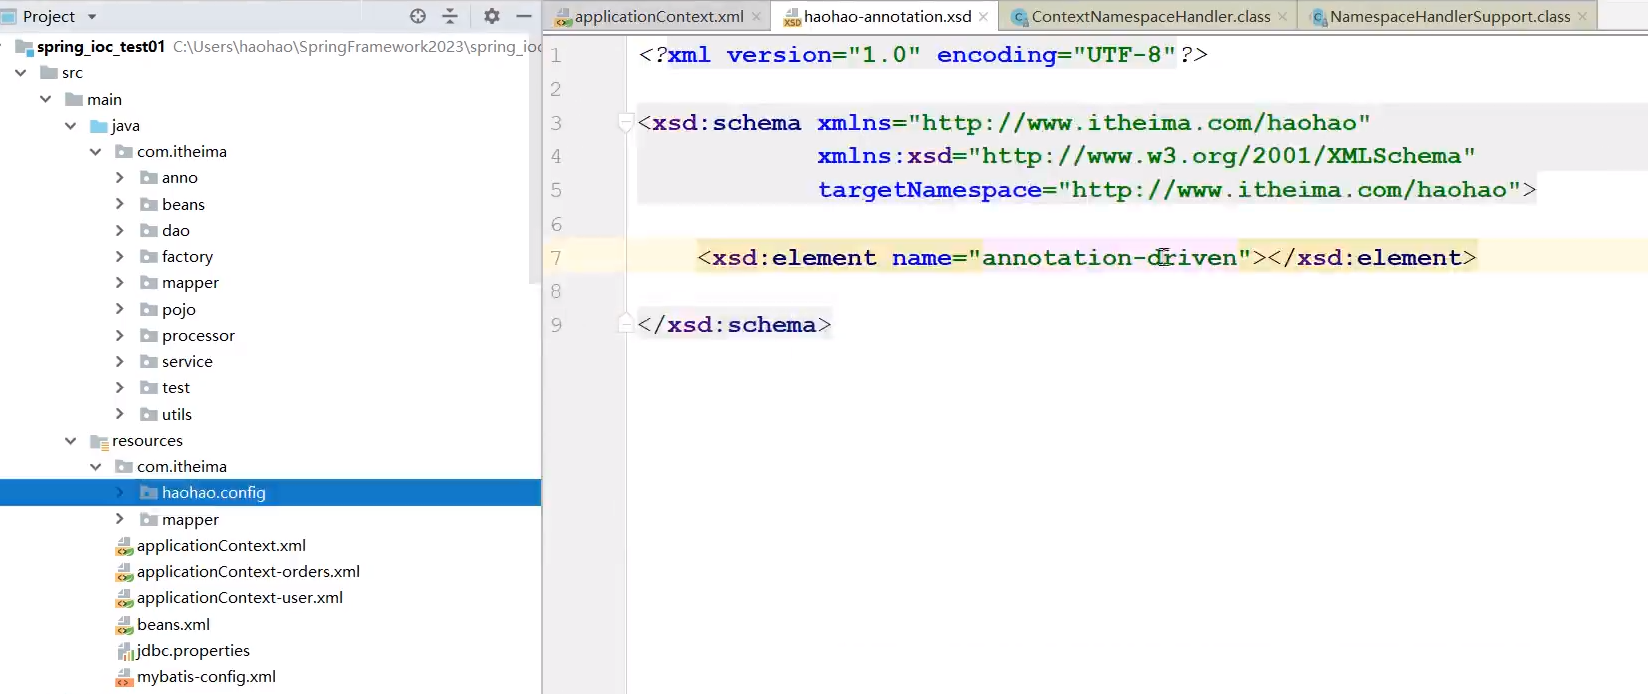 Project
spring_ioc_test01 C:\Users\haohao\SpringFramework2023\spring_ioc
src
main
java
com.itheima
anno
beans
dao
factory
mapper
pojo
processor
service
test
utils
resources
com.itheima
haohao.config
mapper
applicationContext.xml
applicationContext-orders.xml
applicationContext-user.xml
beans.xml
jdbc.properties
mybatis-config.xml
applicationContext.xml haohao-annotation.xsd ContextNamespaceHandler.class NamespaceHandlerSupport.class
1 <?xml version="1.0" encoding="UTF-8"?>
2
3 <xsd:schema xmlns="http://www.itheima.com/haohao"
4 xmlns:xsd="http://www.w3.org/2001/XMLSchema"
5 targetNamespace="http://www.itheima.com/haohao">
6
7 <xsd:element name="annotation-driven"></xsd:element>
8
9 </xsd:schema>